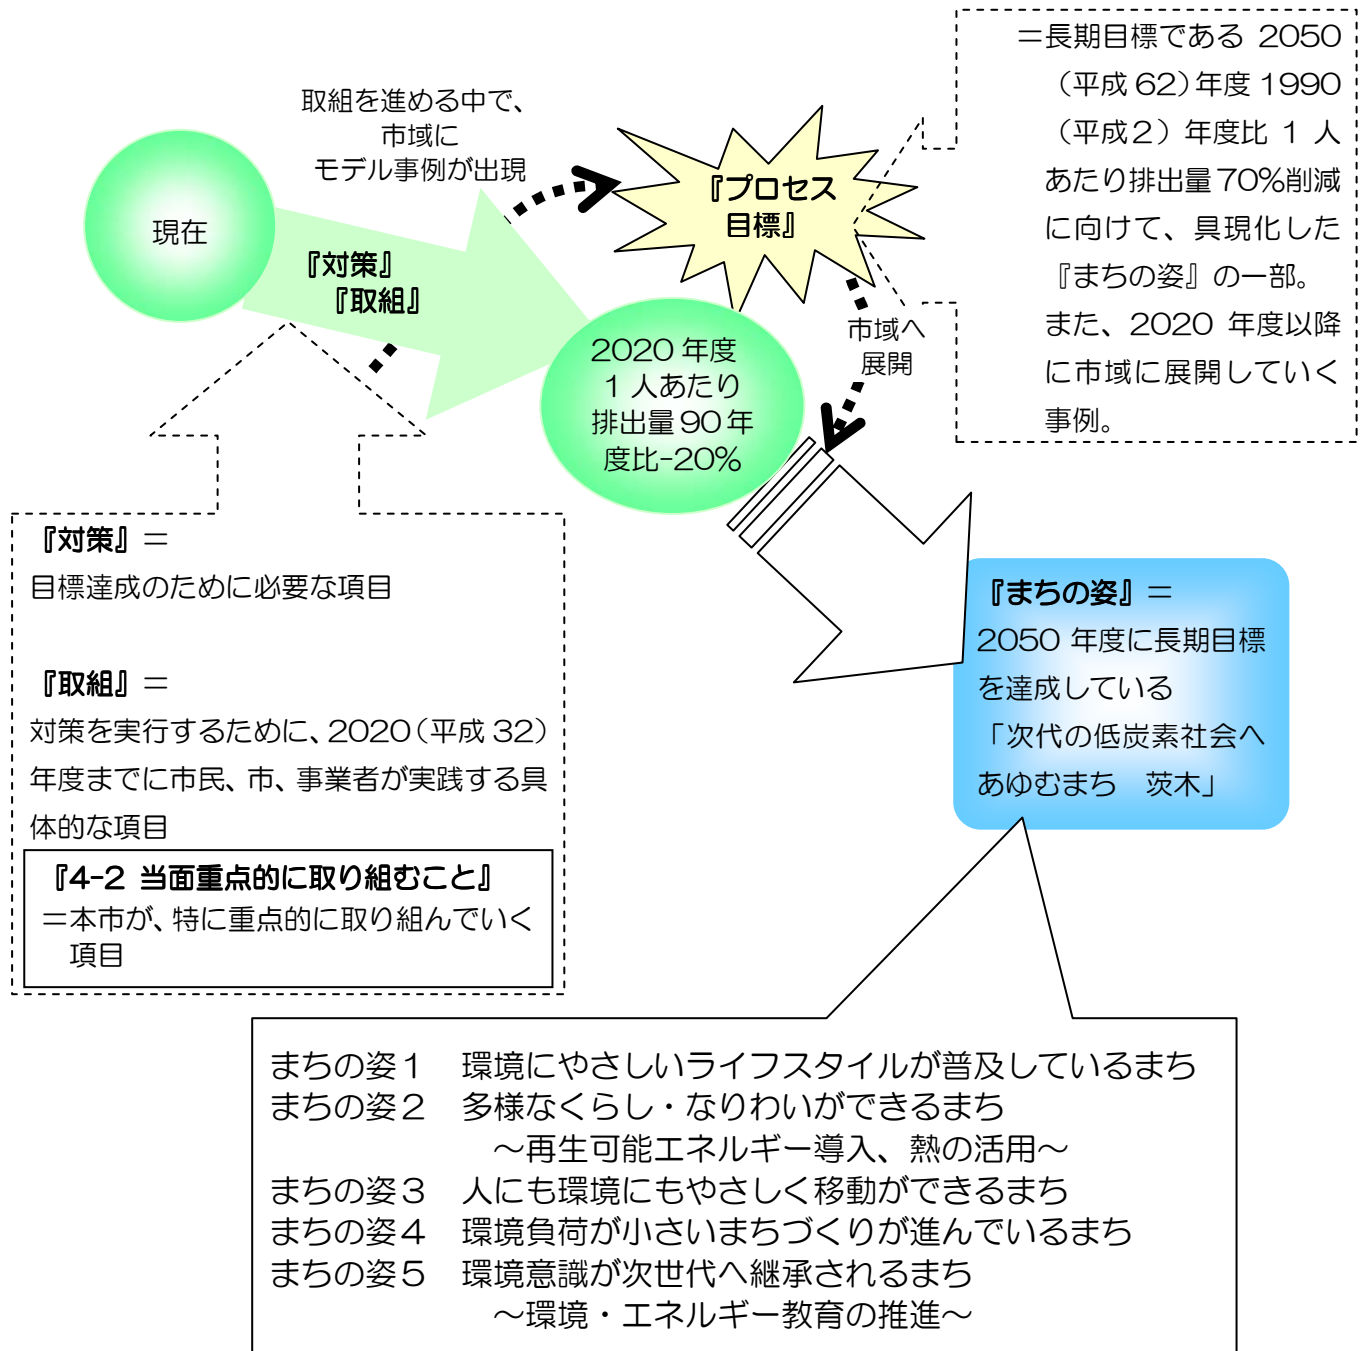 取組を進める中で、
市域に
モデル事例が出現
現在
『対策』
『取組』
『プロセス
目標』
＝長期目標である 2050
（平成 62）年度 1990
（平成２）年度比 １人
あたり排出量 70%削減
に向けて、具現化した
『まちの姿』の一部。
また、2020 年度以降
に市域に展開していく
事例。
市域へ
展開
2020 年度
１人あたり
排出量 90 年
度比-20%
『対策』＝
目標達成のために必要な項目
『取組』＝
対策を実行するために、2020（平成 32）
年度までに市民、市、事業者が実践する具
体的な項目
『4-2 当面重点的に取り組むこと』
＝本市が、特に重点的に取り組んでいく
項目
『まちの姿』＝
2050 年度に長期目標
を達成している
「次代の低炭素社会へ
あゆむまち　茨木」
まちの姿１　環境にやさしいライフスタイルが普及しているまち
まちの姿２　多様なくらし・なりわいができるまち
～再生可能エネルギー導入、熱の活用～
まちの姿３　人にも環境にもやさしく移動ができるまち
まちの姿４　環境負荷が小さいまちづくりが進んでいるまち
まちの姿５　環境意識が次世代へ継承されるまち
～環境・エネルギー教育の推進～